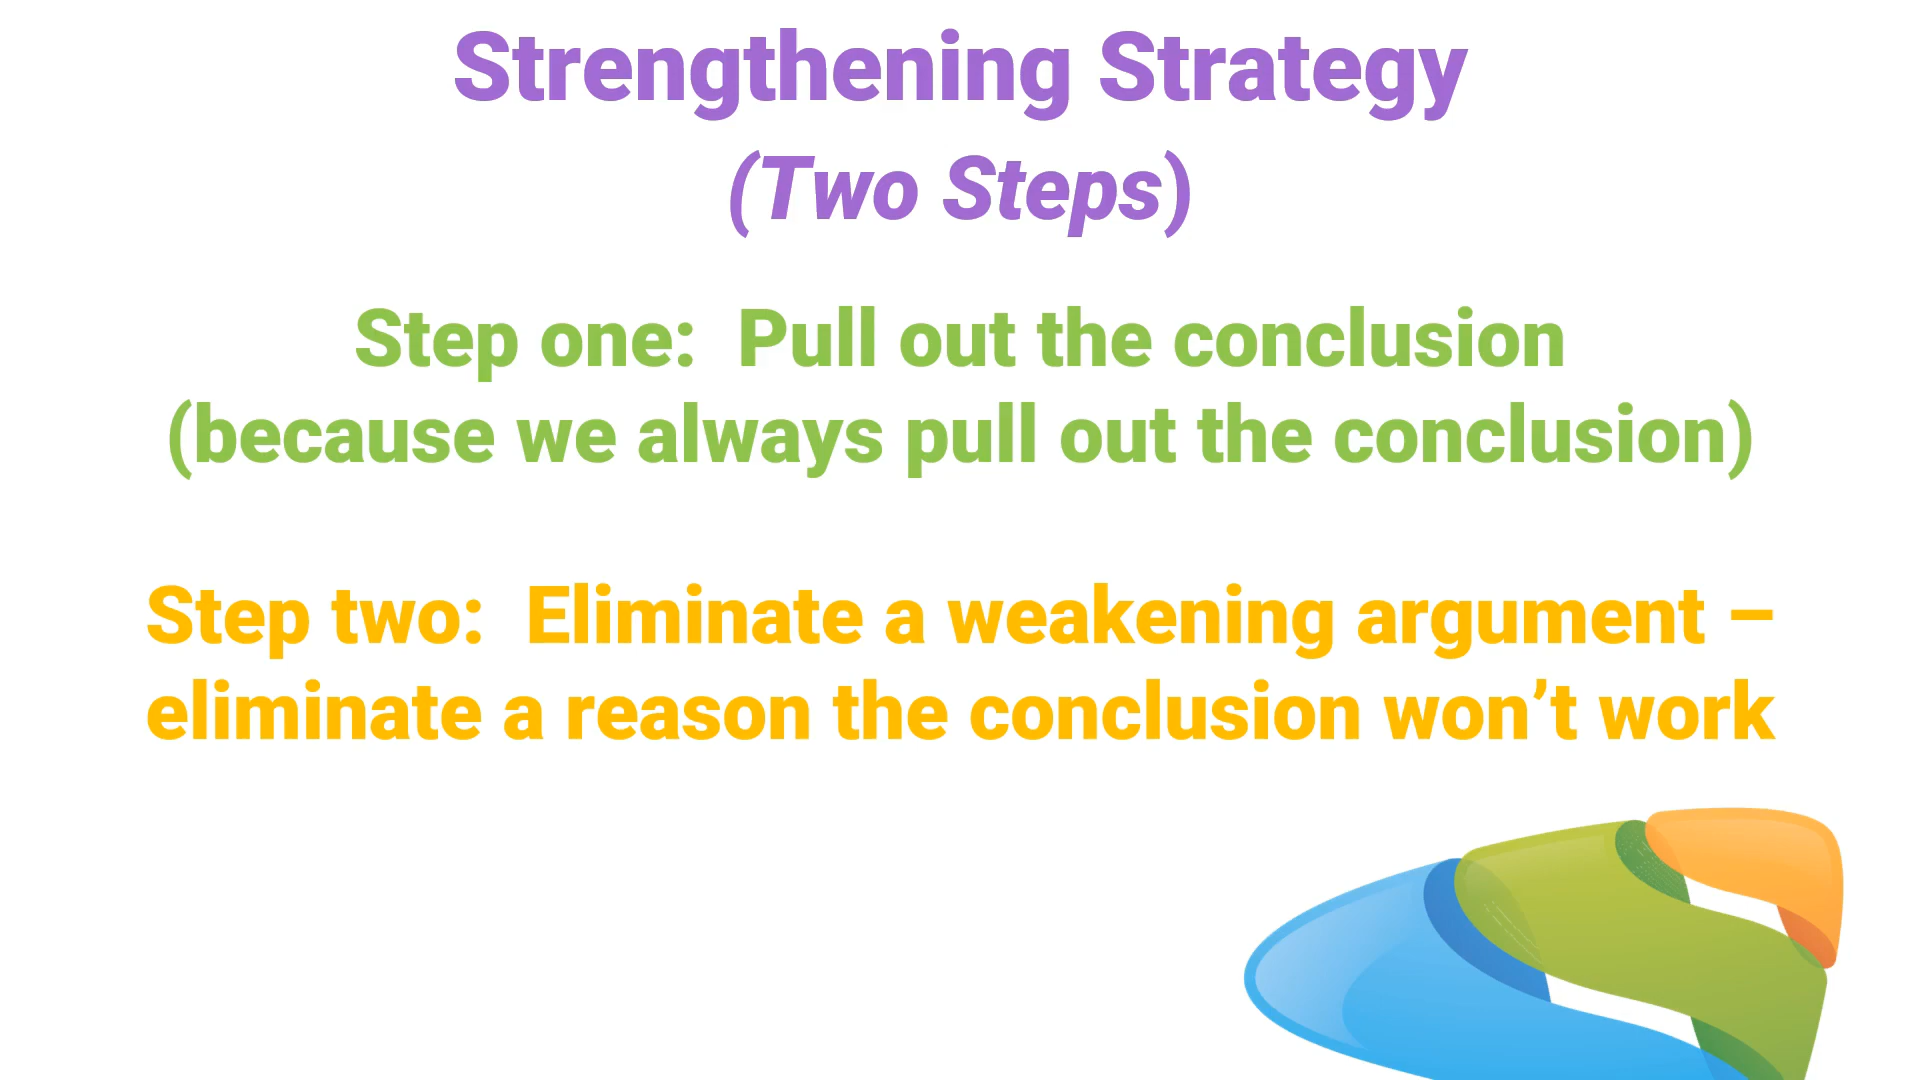 Strengthening Strategy
(Two Steps)
Step one:  Pull out the conclusion
(because we always pull out the conclusion)
Step two:  Eliminate a weakening argument –
eliminate a reason the conclusion won’t work